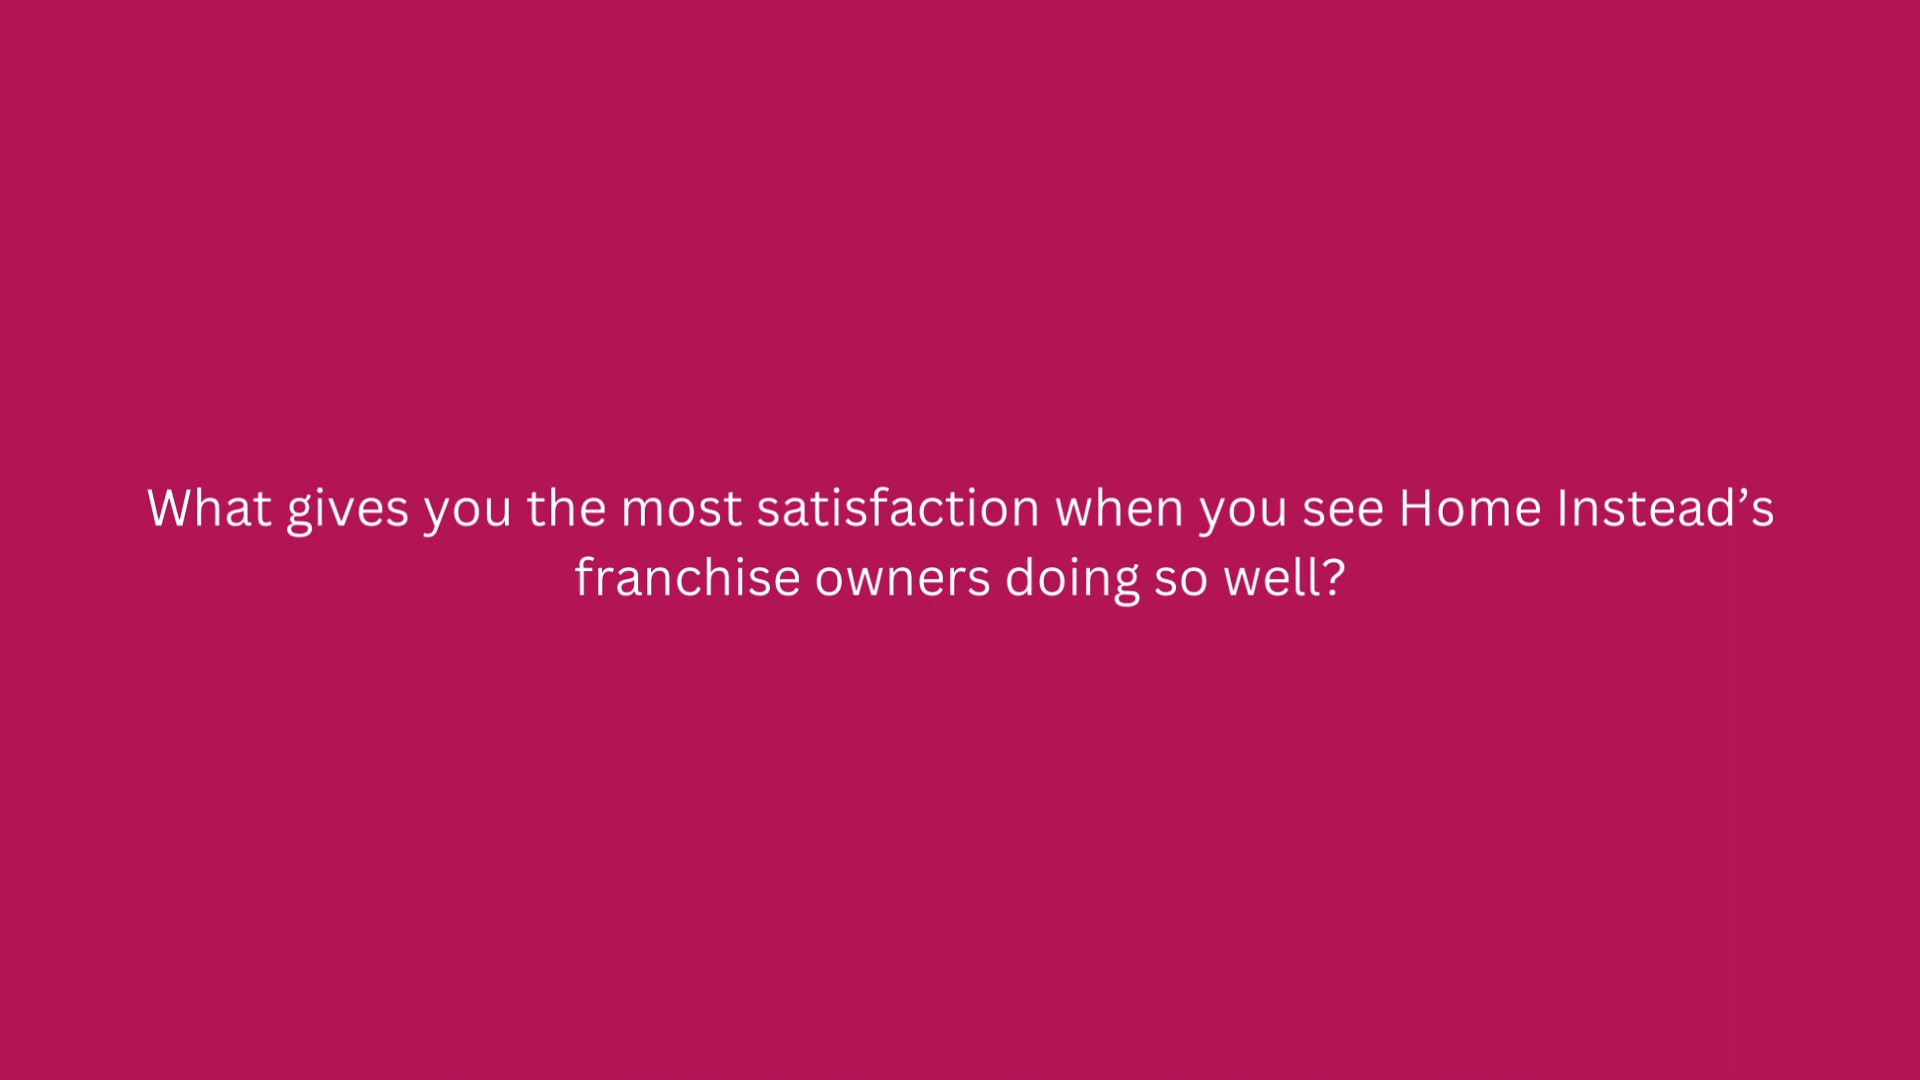 What gives you the most satisfaction when you see Home Instead’s
franchise owners doing so well?